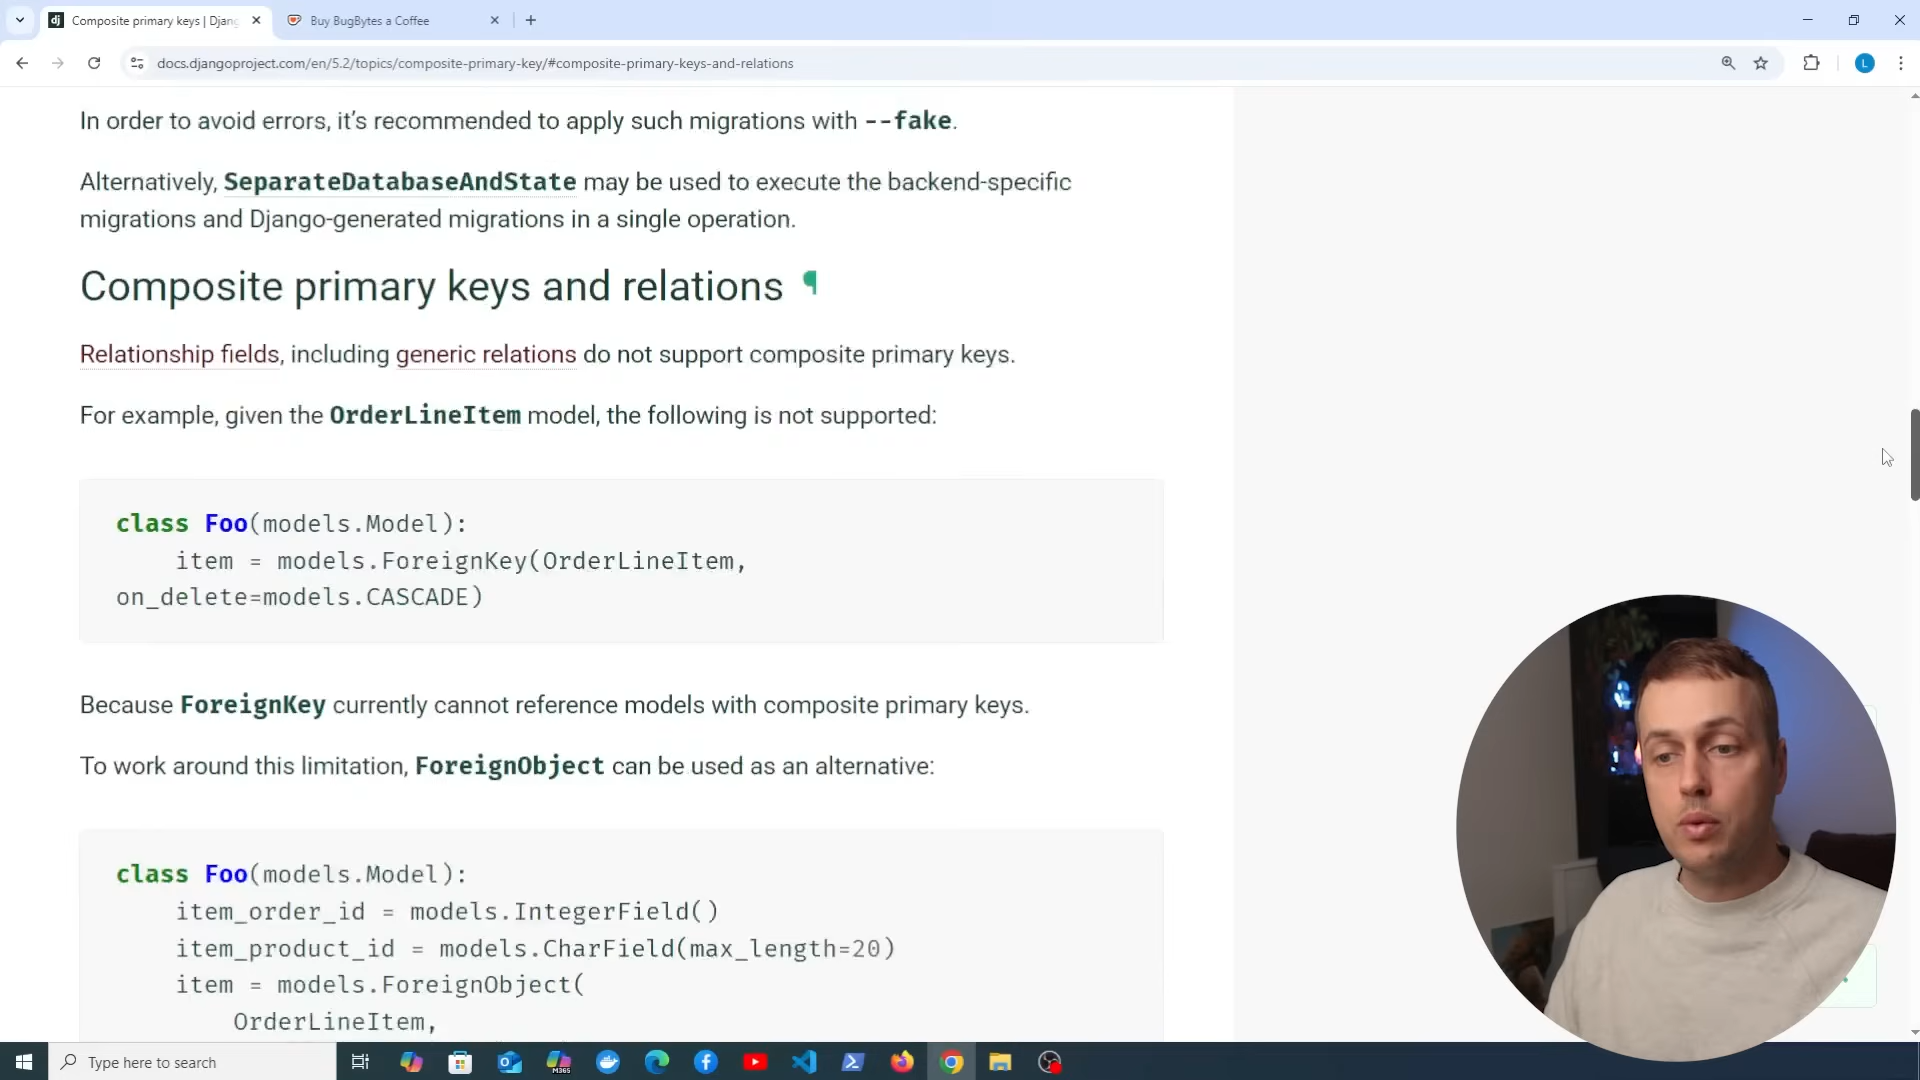 Composite primary keys | Djang
Buy BugBytes a Coffee
docs.djangoproject.com/en/5.2/topics/composite-primary-key/#composite-primary-keys-and-relations
L
In order to avoid errors, it’s recommended to apply such migrations with --fake.
Alternatively, SeparateDatabaseAndState may be used to execute the backend-specific
migrations and Django-generated migrations in a single operation.
Composite primary keys and relations ¶
Relationship fields, including generic relations do not support composite primary keys.
For example, given the OrderLineItem model, the following is not supported:
class Foo(models.Model):
item = models.ForeignKey(OrderLineItem,
on_delete=models.CASCADE)
Because ForeignKey currently cannot reference models with composite primary keys.
To work around this limitation, ForeignObject can be used as an alternative:
class Foo(models.Model):
item_order_id = models.IntegerField()
item_product_id = models.CharField(max_length=20)
item = models.ForeignObject(
OrderLineItem,
Type here to search
M365